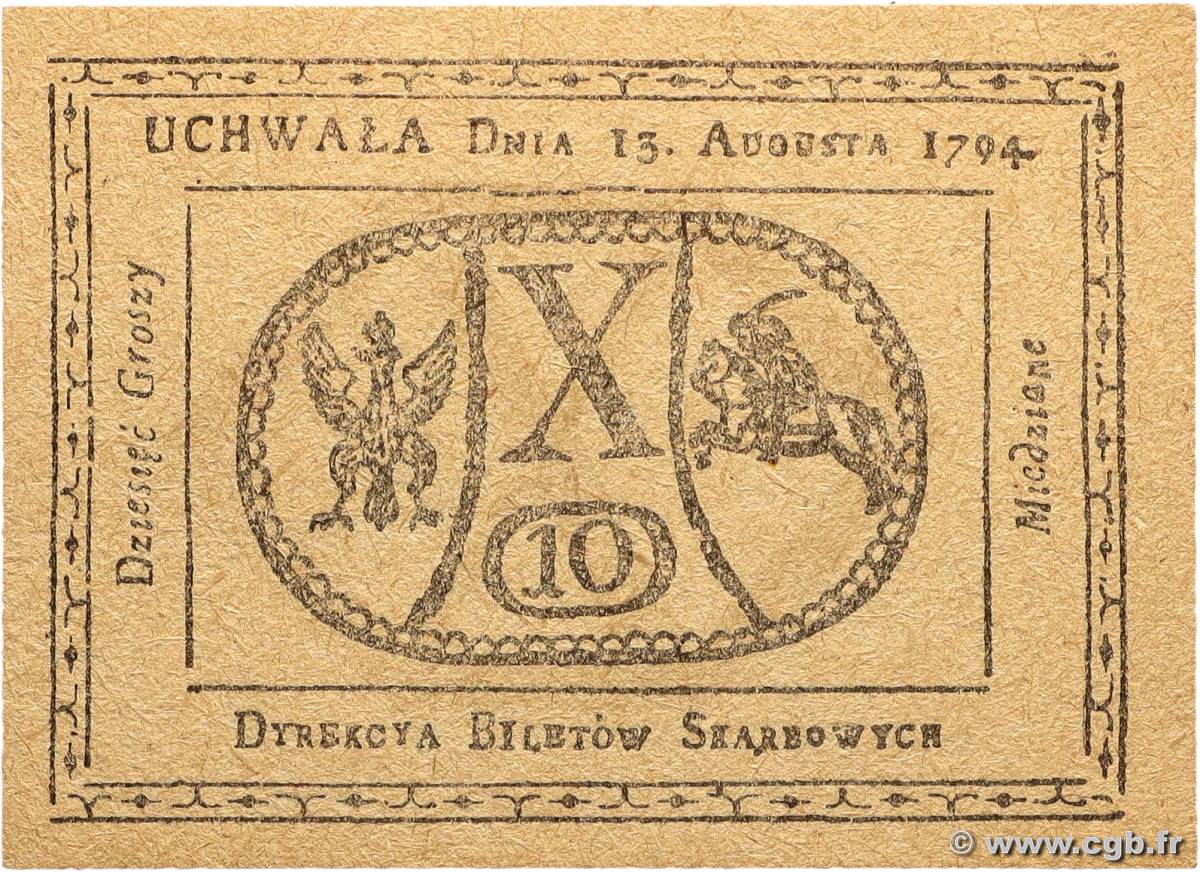 UCHWAŁA DNIA 13. AUGUSTA 1794
Dziesięć Groszy
X
10
Miedziane
DYREKCYA BILETÓW SKARBOWYCH
© www.cgb.fr